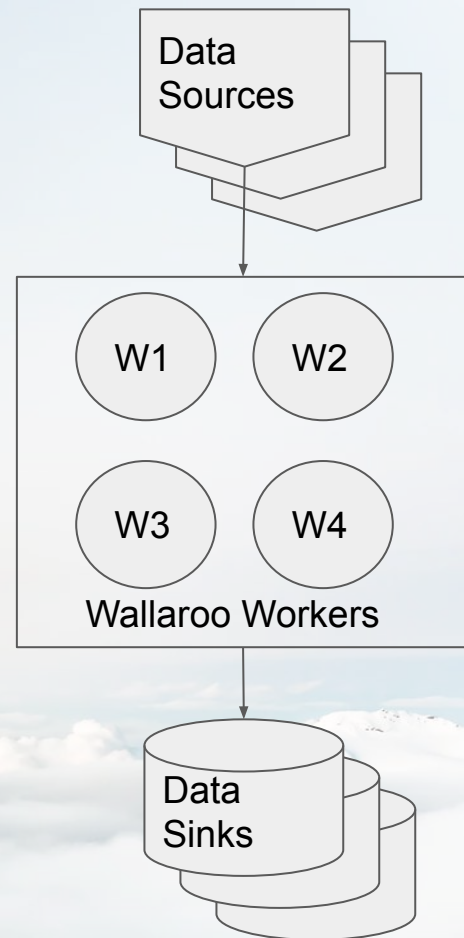 Data
Sources
W1 W2
W3 W4
Wallaroo Workers
Data
Sinks